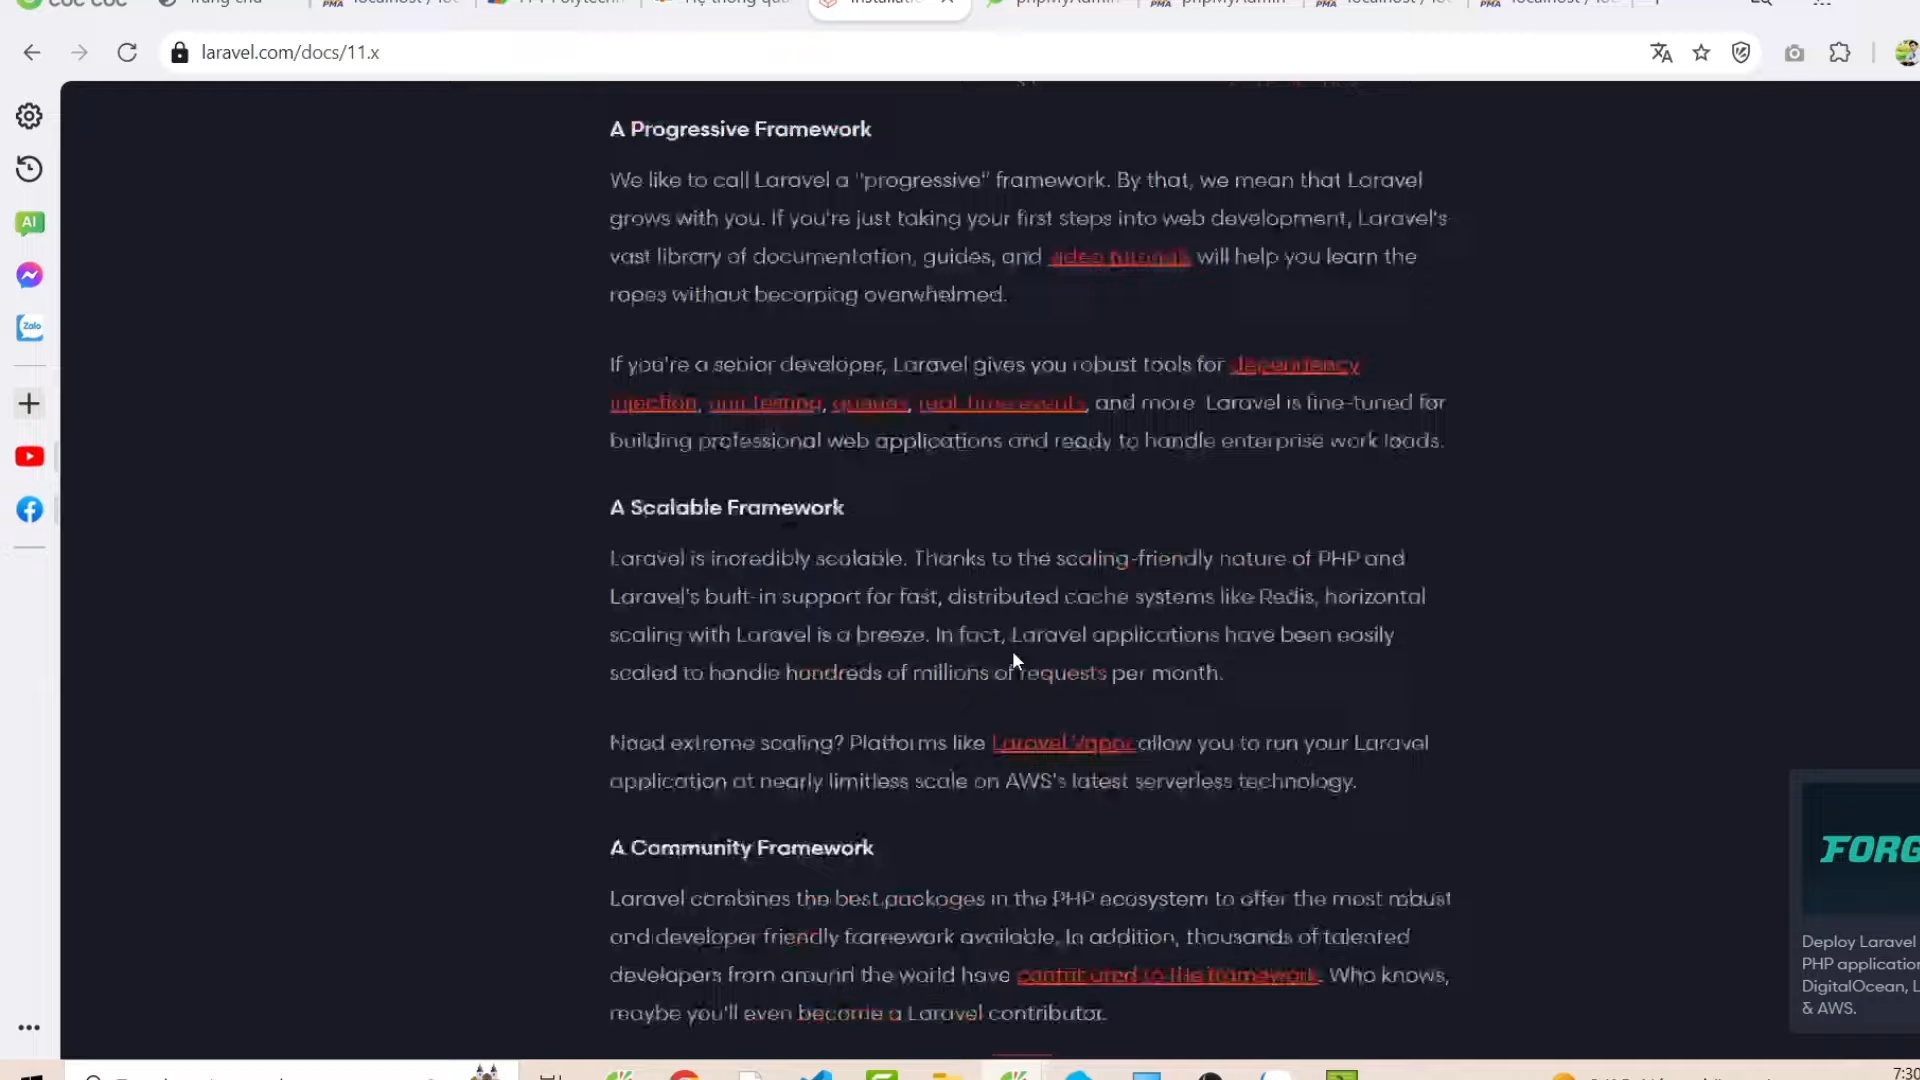 laravel.com/docs/11.x
A Progressive Framework
We like to call Laravel a "progressive" framework. By that, we mean that Laravel
grows with you. If you're just taking your first steps into web development, Laravel's
vast library of documentation, guides, and video tutorials will help you learn the
ropes without becoming overwhelmed.
If you're a senior developer, Laravel gives you robust tools for dependency
injection, unit testing, queues, real-time events, and more. Laravel is fine-tuned for
building professional web applications and ready to handle enterprise work loads.
A Scalable Framework
Laravel is incredibly scalable. Thanks to the scaling-friendly nature of PHP and
Laravel's built-in support for fast, distributed cache systems like Redis, horizontal
scaling with Laravel is a breeze. In fact, Laravel applications have been easily
scaled to handle hundreds of millions of requests per month.
Need extreme scaling? Platforms like Laravel Vapor allow you to run your Laravel
application at nearly limitless scale on AWS's latest serverless technology.
A Community Framework
Laravel combines the best packages in the PHP ecosystem to offer the most robust
and developer friendly framework available. In addition, thousands of talented
developers from around the world have contributed to the framework. Who knows,
maybe you'll even become a Laravel contributor.
AI
Zalo
FORG
Deploy Laravel
PHP application
DigitalOcean, L
& AWS.
7:30